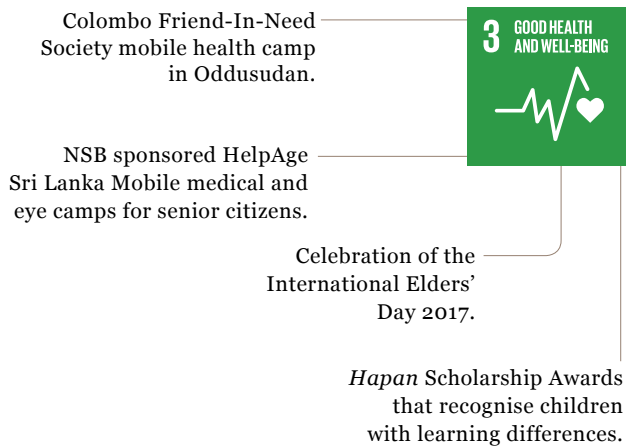 Colombo Friend-In-Need
Society mobile health camp
in Oddusudan.
3 GOOD HEALTH
AND WELL-BEING
NSB sponsored HelpAge
Sri Lanka Mobile medical and
eye camps for senior citizens.
Celebration of the
International Elders’
Day 2017.
Hapan Scholarship Awards
that recognise children
with learning differences.